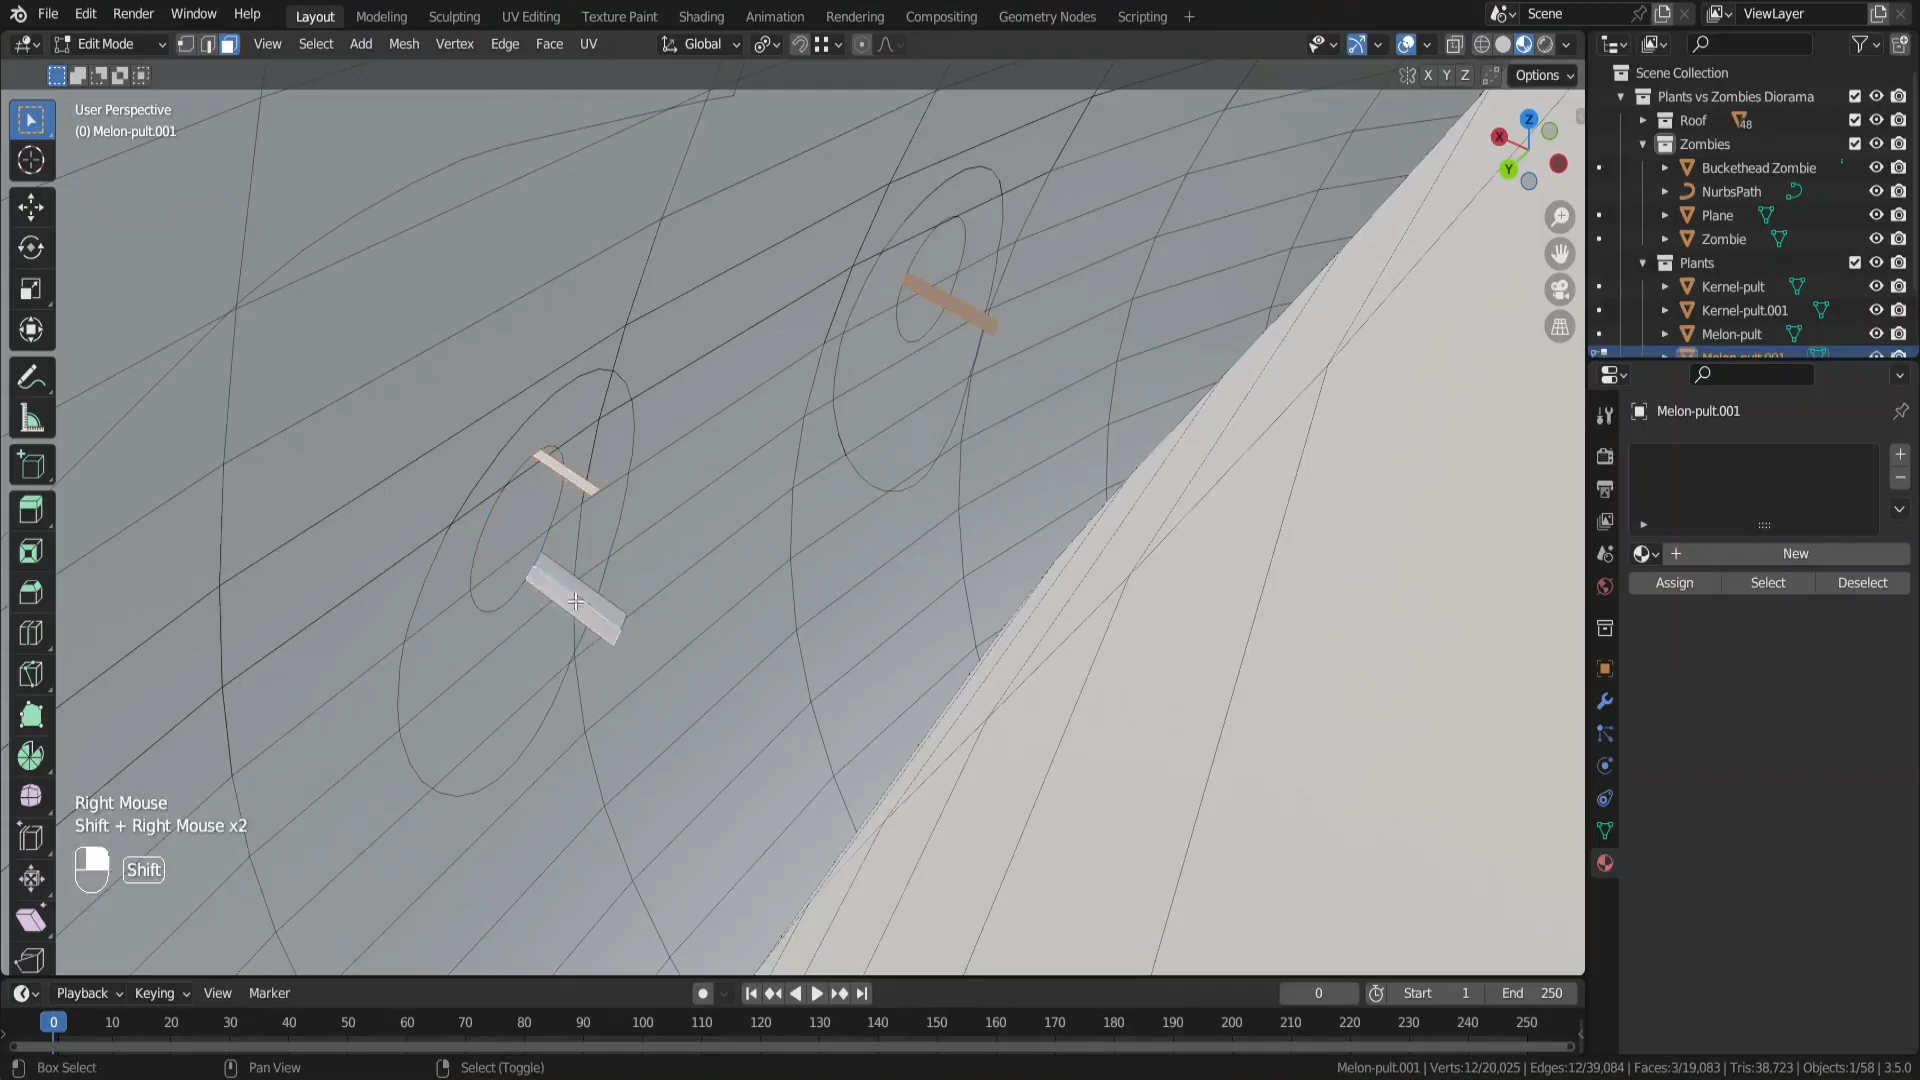 File Edit Render Window Help Layout Modeling Sculpting UV Editing Texture Paint Shading Animation Rendering Compositing Geometry Nodes Scripting + Scene ViewLayer
Edit Mode View Select Add Mesh Vertex Edge Face UV Global
X Y Z Options
User Perspective
(0) Melon-pult.001
Z
X
Y
Scene Collection
Plants vs Zombies Diorama
Roof 48
Zombies
Buckethead Zombie
NurbsPath
Plane
Zombie
Plants
Kernel-pult
Kernel-pult.001
Melon-pult
Melon-pult.001
Melon-pult.001
New
Assign Select Deselect
Right Mouse
Shift + Right Mouse x2
Shift
Playback Keying View Marker 0 Start 1 End 250
0 10 20 30 40 50 60 70 80 90 100 110 120 130 140 150 160 170 180 190 200 210 220 230 240 250
Box Select Pan View Select (Toggle) Melon-pult.001 | Verts:12/20,025 | Edges:12/39,084 | Faces:3/19,083 | Tris:38,723 | Objects:1/58 | 3.5.0